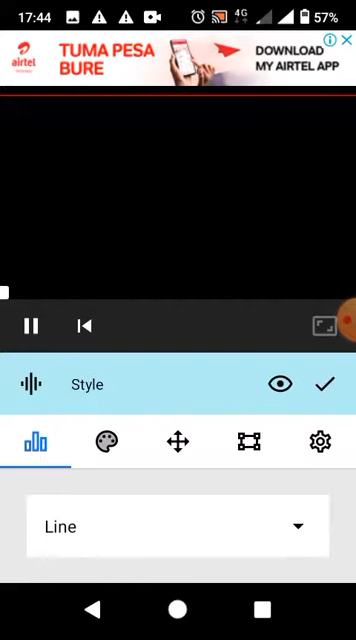 17:44
4G
57%
airtel
TUMA PESA
BURE
DOWNLOAD
MY AIRTEL APP
Style
Line